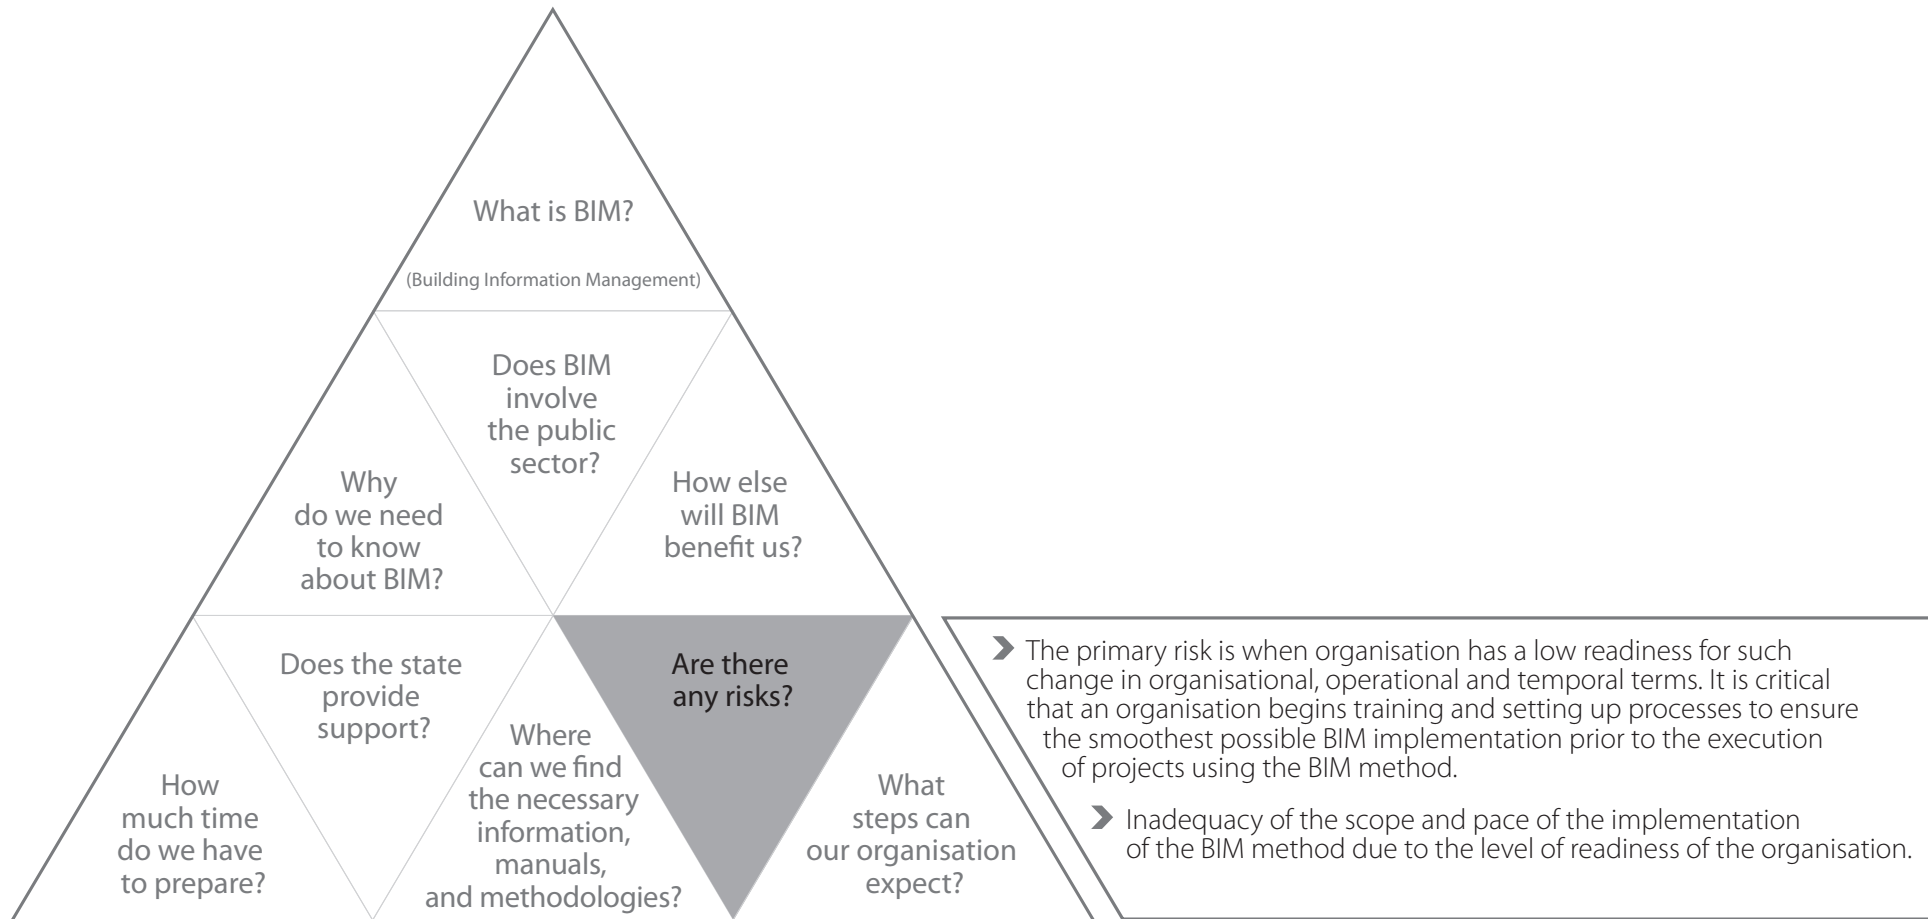 What is BIM?
(Building Information Management)
Does BIM
involve
the public
sector?
Why
do we need
to know
about BIM?
How else
will BIM
benefit us?
Does the state
provide
support?
Are there
any risks?
How
much time
do we have
to prepare?
Where
can we find
the necessary
information,
manuals,
and methodologies?
What
steps can
our organisation
expect?
The primary risk is when organisation has a low readiness for such
change in organisational, operational and temporal terms. It is critical
that an organisation begins training and setting up processes to ensure
the smoothest possible BIM implementation prior to the execution
of projects using the BIM method.
Inadequacy of the scope and pace of the implementation
of the BIM method due to the level of readiness of the organisation.